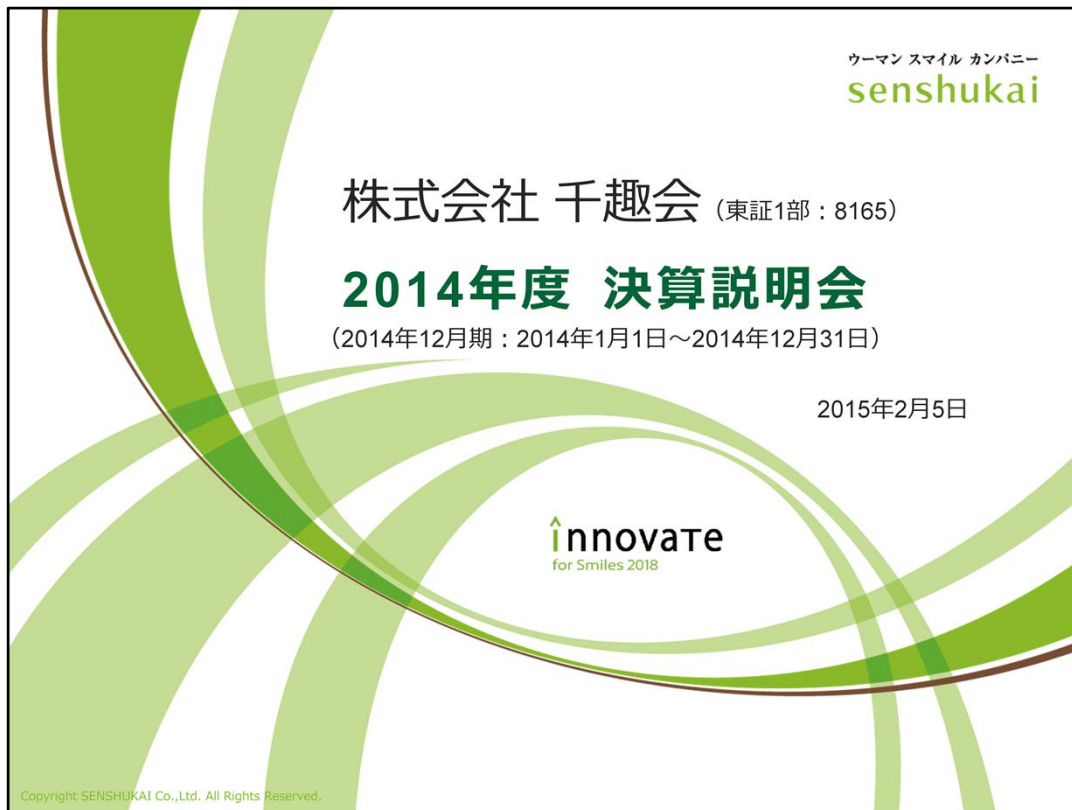 ウーマン スマイル カンパニー
senshukai
株式会社 千趣会（東証1部：8165）
2014年度 決算説明会
（2014年12月期：2014年1月1日～2014年12月31日）
2015年2月5日
innovaTe
for Smiles 2018
Copyright SENSHUKAI Co.,Ltd. All Rights Reserved.